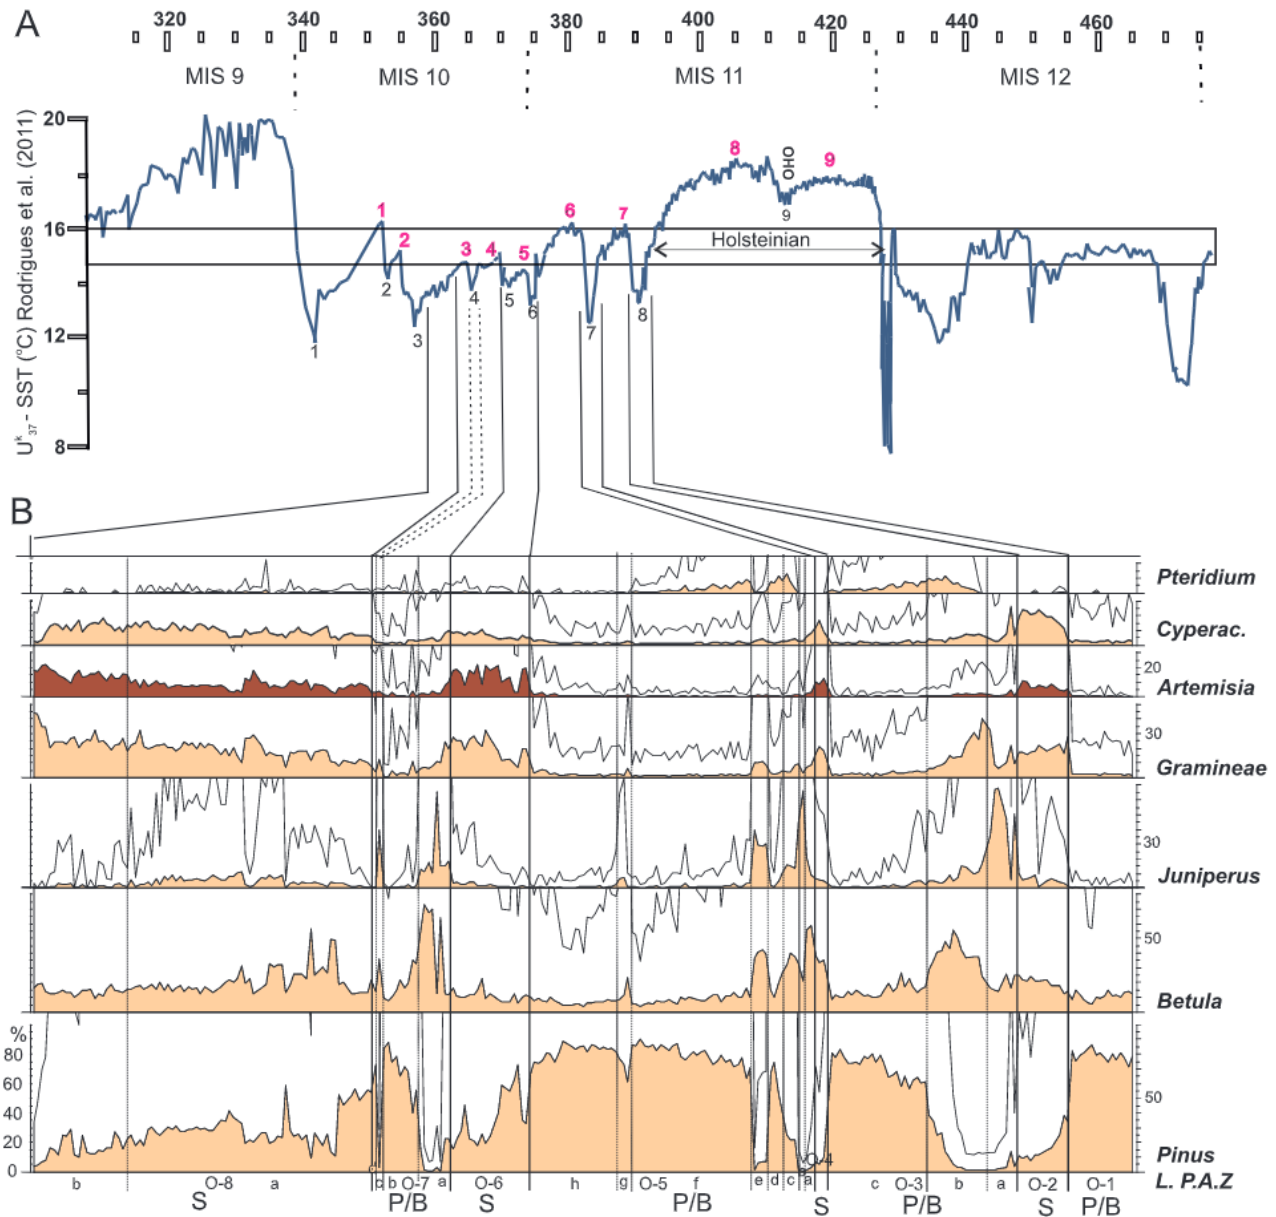 A
320 340 360 380 400 420 440 460
MIS 9 MIS 10 MIS 11 MIS 12
U^k_37 - SST (°C) Rodrigues et al. (2011)
20
16
12
8
1 2 3 4 5 6 7 8 9
OHO
Holsteinian
1 2 3 4 5 6 7 8 9
B
Pteridium
Cyperac.
20
Artemisia
30
Gramineae
30
Juniperus
50
Betula
%
80
60
40
20
0
50
Pinus
O-4
b O-8 a c b O-7 a O-6 h g O-5 f e d c a c O-3 b a O-2 O-1
L. P.A.Z
S P/B S P/B S P/B S P/B